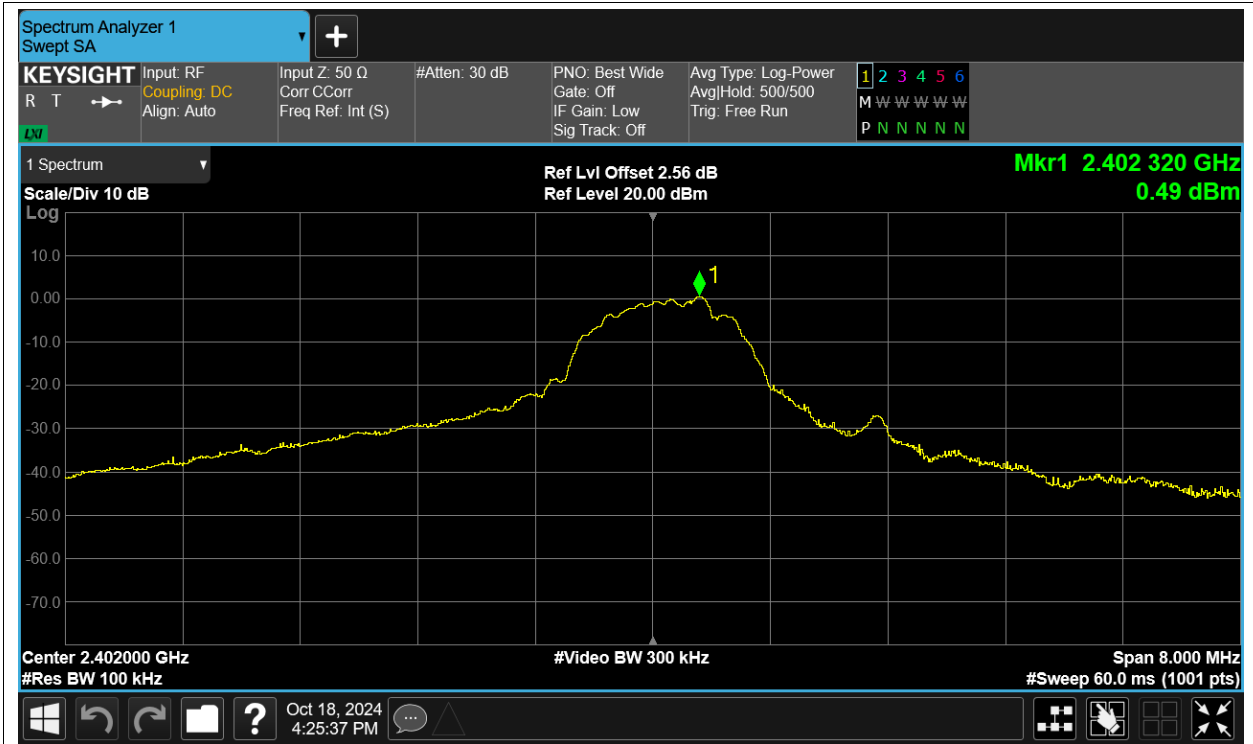 Spectrum Analyzer 1
Swept SA
KEYSIGHT
R T
LXI
Input: RF
Coupling: DC
Align: Auto
Input Z: 50 Ω
Corr CCorr
Freq Ref: Int (S)
#Atten: 30 dB
PNO: Best Wide
Gate: Off
IF Gain: Low
Sig Track: Off
Avg Type: Log-Power
Avg|Hold: 500/500
Trig: Free Run
1 2 3 4 5 6
M W W W W W
P N N N N N
1 Spectrum
Scale/Div 10 dB
Log
Ref Lvl Offset 2.56 dB
Ref Level 20.00 dBm
Mkr1 2.402 320 GHz
0.49 dBm
1
10.0
0.00
-10.0
-20.0
-30.0
-40.0
-50.0
-60.0
-70.0
Center 2.402000 GHz
#Res BW 100 kHz
#Video BW 300 kHz
Span 8.000 MHz
#Sweep 60.0 ms (1001 pts)
?
Oct 18, 2024
4:25:37 PM